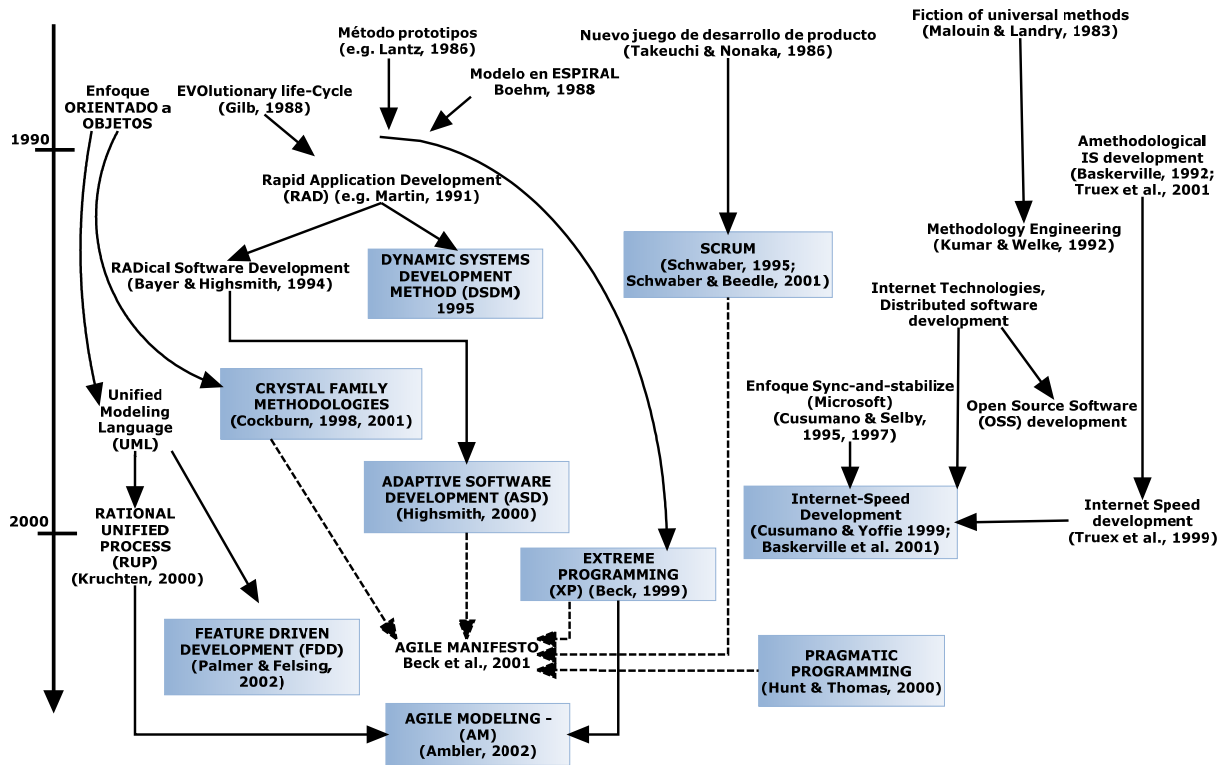 Fiction of universal methods
(Malouin & Landry, 1983)
Método prototipos
(e.g. Lantz, 1986)
Nuevo juego de desarrollo de producto
(Takeuchi & Nonaka, 1986)
Modelo en ESPIRAL
Boehm, 1988
Enfoque
ORIENTADO a
OBJETOS
EVOlutionary life-Cycle
(Gilb, 1988)
1990
Amethodological
IS development
(Baskerville, 1992;
Truex et al., 2001
Rapid Application Development
(RAD) (e.g. Martin, 1991)
Methodology Engineering
(Kumar & Welke, 1992)
RADical Software Development
(Bayer & Highsmith, 1994)
DYNAMIC SYSTEMS
DEVELOPMENT
METHOD (DSDM)
1995
SCRUM
(Schwaber, 1995;
Schwaber & Beedle, 2001)
Internet Technologies,
Distributed software
development
Unified
Modeling
Language
(UML)
CRYSTAL FAMILY
METHODOLOGIES
(Cockburn, 1998, 2001)
Enfoque Sync-and-stabilize
(Microsoft)
(Cusumano & Selby,
1995, 1997)
Open Source Software
(OSS) development
ADAPTIVE SOFTWARE
DEVELOPMENT (ASD)
(Highsmith, 2000)
Internet-Speed
Development
(Cusumano & Yoffie 1999;
Baskerville et al. 2001)
Internet Speed
development
(Truex et al., 1999)
2000
RATIONAL
UNIFIED
PROCESS
(RUP)
(Kruchten, 2000)
EXTREME
PROGRAMMING
(XP) (Beck, 1999)
FEATURE DRIVEN
DEVELOPMENT (FDD)
(Palmer & Felsing,
2002)
AGILE MANIFESTO
Beck et al., 2001
PRAGMATIC
PROGRAMMING
(Hunt & Thomas, 2000)
AGILE MODELING -
(AM)
(Ambler, 2002)